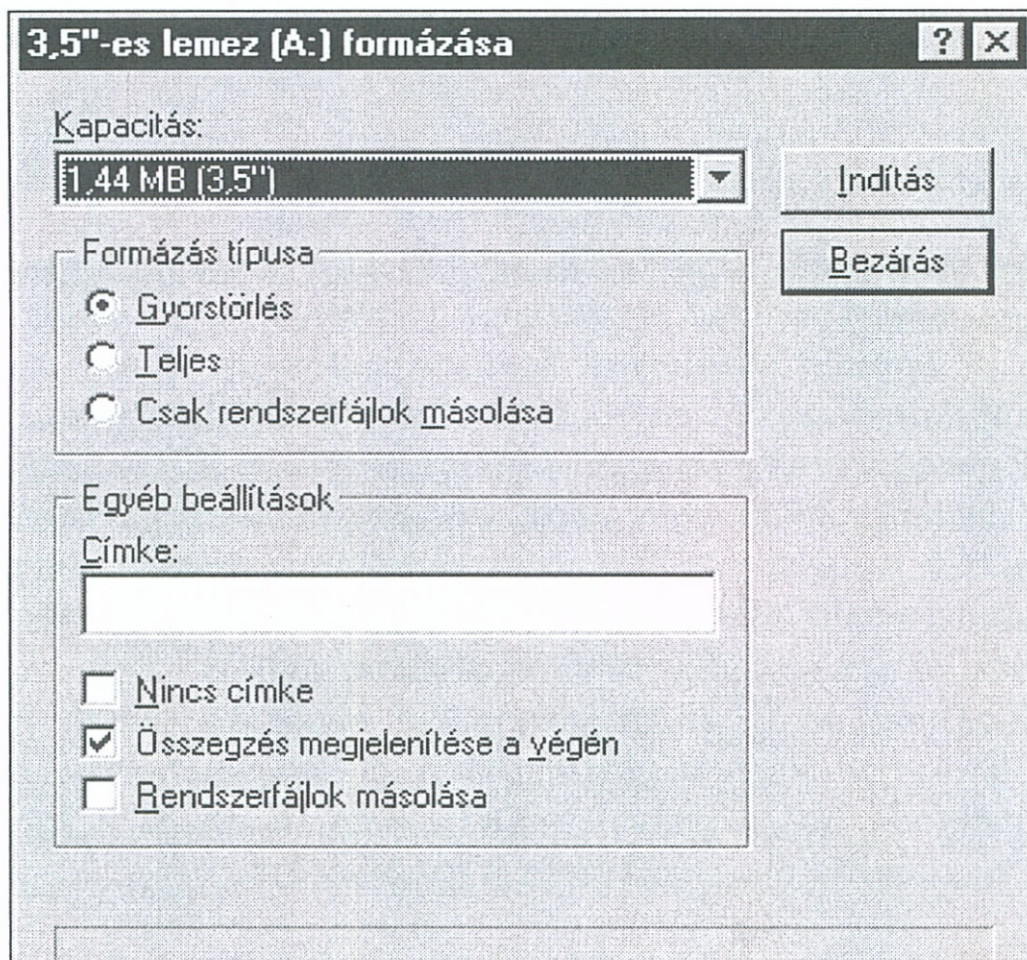 3,5"-es lemez (A:) formázása
Kapacitás:
1,44 MB (3,5")
Indítás
Bezárás
Formázás típusa
Gyorstörlés
Teljes
Csak rendszerfájlok másolása
Egyéb beállítások
Címke:
Nincs címke
Összegzés megjelenítése a végén
Rendszerfájlok másolása